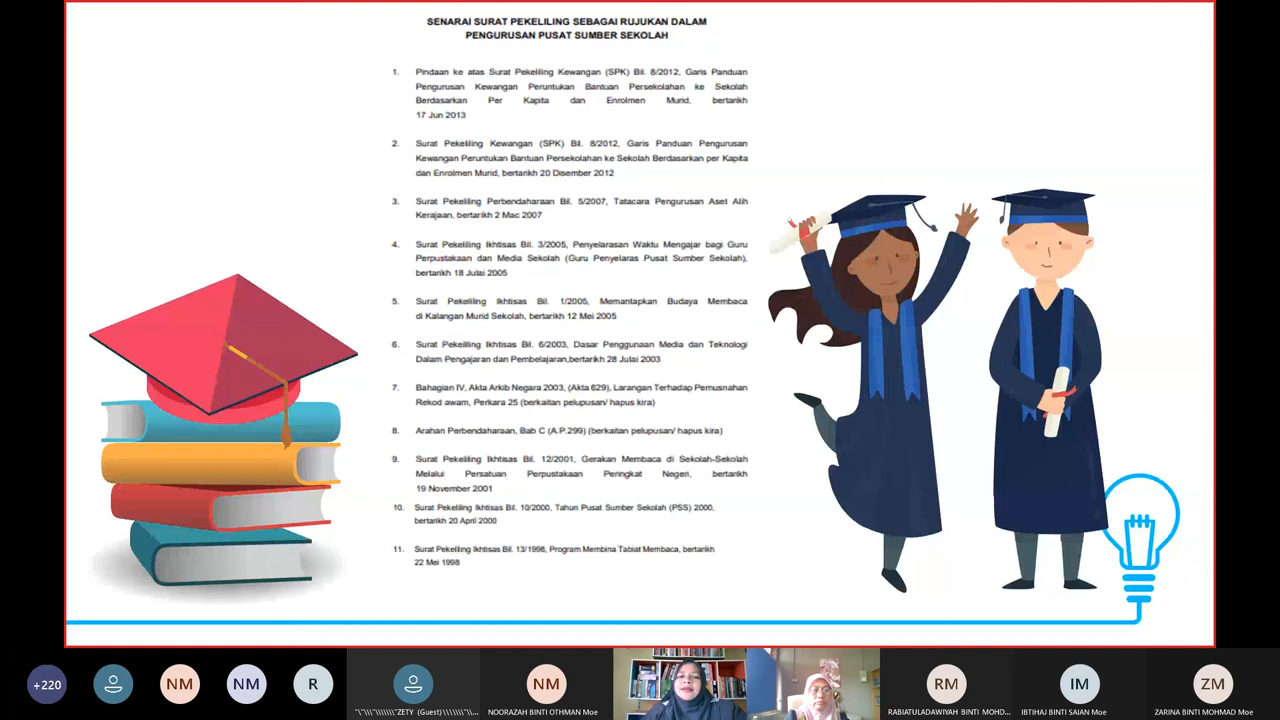 SENARAI SURAT PEKELILING SEBAGAI RUJUKAN DALAM
PENGURUSAN PUSAT SUMBER SEKOLAH
1. Pindaan ke atas Surat Pekeliling Kewangan (SPK) Bil. 8/2012, Garis Panduan
Pengurusan Kewangan Peruntukan Bantuan Persekolahan ke Sekolah
Berdasarkan Per Kapita dan Enrolmen Murid, bertarikh
17 Jun 2013
2. Surat Pekeliling Kewangan (SPK) Bil. 8/2012, Garis Panduan Pengurusan
Kewangan Peruntukan Bantuan Persekolahan ke Sekolah Berdasarkan per Kapita
dan Enrolmen Murid, bertarikh 20 Disember 2012
3. Surat Pekeliling Perbendaharaan Bil. 5/2007, Tatacara Pengurusan Aset Alih
Kerajaan, bertarikh 2 Mac 2007
4. Surat Pekeliling Ikhtisas Bil. 3/2005, Penyelarasan Waktu Mengajar bagi Guru
Perpustakaan dan Media Sekolah (Guru Penyelaras Pusat Sumber Sekolah),
bertarikh 18 Julai 2005
5. Surat Pekeliling Ikhtisas Bil. 1/2005, Memantapkan Budaya Membaca
di Kalangan Murid Sekolah, bertarikh 12 Mei 2005
6. Surat Pekeliling Ikhtisas Bil. 6/2003, Dasar Penggunaan Media dan Teknologi
Dalam Pengajaran dan Pembelajaran,bertarikh 28 Julai 2003
7. Bahagian IV, Akta Arkib Negara 2003, (Akta 629), Larangan Terhadap Pemusnahan
Rekod awam, Perkara 25 (berkaitan pelupusan/ hapus kira)
8. Arahan Perbendaharaan, Bab C (A.P.299) (berkaitan pelupusan/ hapus kira)
9. Surat Pekeliling Ikhtisas Bil. 12/2001, Gerakan Membaca di Sekolah-Sekolah
Melalui Persatuan Perpustakaan Peringkat Negeri, bertarikh
19 November 2001
10. Surat Pekeliling Ikhtisas Bil. 10/2000, Tahun Pusat Sumber Sekolah (PSS) 2000,
bertarikh 20 April 2000
11. Surat Pekeliling Ikhtisas Bil. 13/1998, Program Membina Tabiat Membaca, bertarikh
22 Mei 1998
+220 NM NM R NM RM IM ZM
"\"\\"\\\\\\"ZETY (Guest)\\\\\\\"\\... NOORAZAH BINTI OTHMAN Moe RABIATULADAWIYAH BINTI MOHD... IBTIHAJ BINTI SAIAN Moe ZARINA BINTI MOHMAD Moe